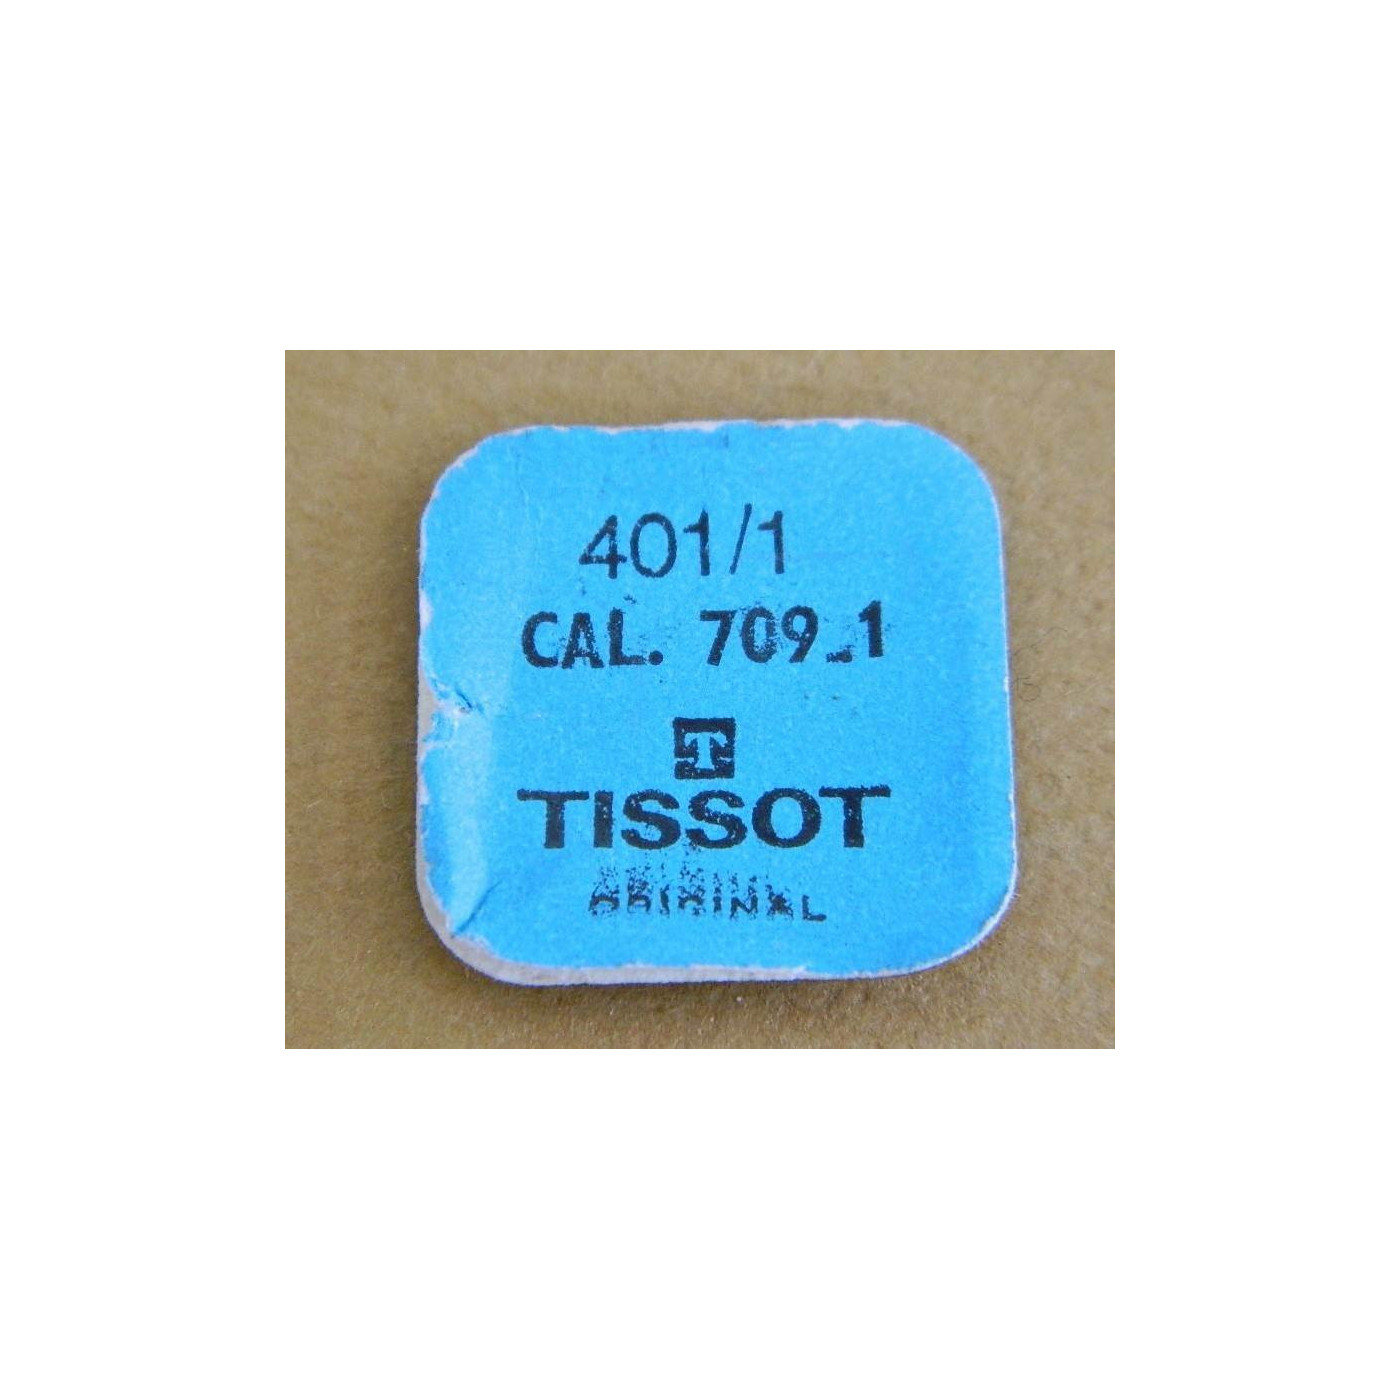 401/1
CAL. 709-1
T
TISSOT
ORIGINAL